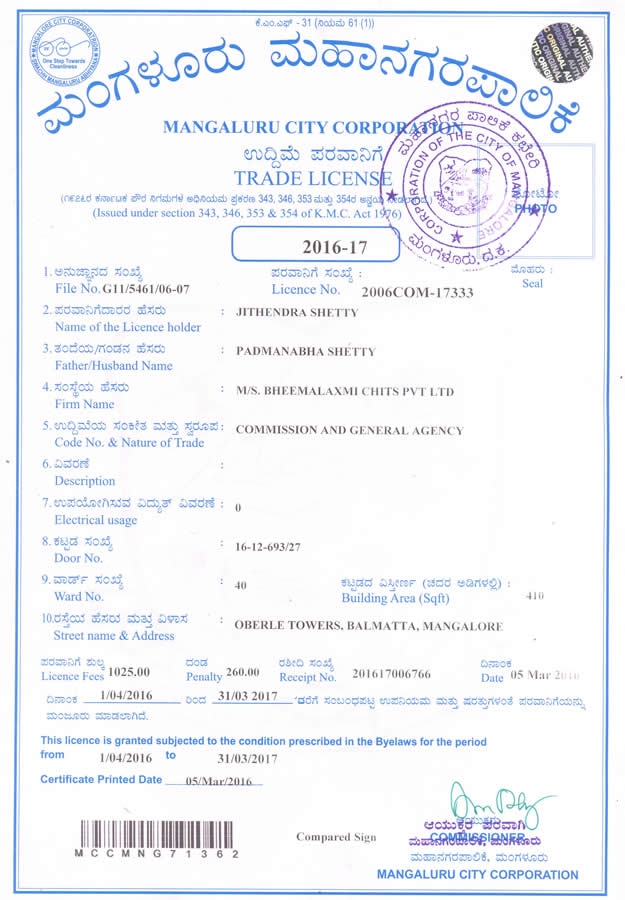 ಕೆ.ಎಂ.ಎಫ್ - 31 (ನಿಯಮ 61 (1))
MANGALORE CITY CORPORATION
One Step Towards
Cleanliness
SWACHH MANGALURU ABHIYANA
ORIGINAL AUTHE
ಮಂಗಳೂರು ಮಹಾನಗರಪಾಲಿಕೆ
MANGALURU CITY CORPORATION
ಮಹಾನಗರ ಪಾಲಿಕೆ ಕಛೇರಿ
CORPORATION OF THE CITY OF MANGALORE
ಮಂಗಳೂರು, ದ.ಕ.
ಉದ್ದಿಮೆ ಪರವಾನಿಗೆ
TRADE LICENSE
(೧೯೭೬ರ ಕರ್ನಾಟಕ ಪೌರ ನಿಗಮಗಳ ಅಧಿನಿಯಮ ಪ್ರಕರಣ 343, 346, 353 ಮತ್ತು 354ರ ಅನ್ವಯ
(Issued under section 343, 346, 353 & 354 of K.M.C. Act 1976)
ಫೋಟೋ
PHOTO
2016-17
1. ಅನುಜ್ಞಾನದ ಸಂಖ್ಯೆ ಪರವಾನಿಗೆ ಸಂಖ್ಯೆ : ಮೊಹರು :
File No. G11/5461/06-07 Licence No. 2006COM-17333 Seal
2. ಪರವಾನಿಗೆದಾರರ ಹೆಸರು : JITHENDRA SHETTY
Name of the Licence holder
3. ತಂದೆಯ/ಗಂಡನ ಹೆಸರು : PADMANABHA SHETTY
Father/Husband Name
4. ಸಂಸ್ಥೆಯ ಹೆಸರು : M/S. BHEEMALAXMI CHITS PVT LTD
Firm Name
5. ಉದ್ದಿಮೆಯ ಸಂಕೇತ ಮತ್ತು ಸ್ವರೂಪ : COMMISSION AND GENERAL AGENCY
Code No. & Nature of Trade
6. ವಿವರಣೆ :
Description
7. ಉಪಯೋಗಿಸುವ ವಿದ್ಯುತ್ ವಿವರಣೆ : 0
Electrical usage
8. ಕಟ್ಟಡ ಸಂಖ್ಯೆ : 16-12-693/27
Door No.
9. ವಾರ್ಡ್ ಸಂಖ್ಯೆ : 40 ಕಟ್ಟಡದ ವಿಸ್ತೀರ್ಣ (ಚದರ ಅಡಿಗಳಲ್ಲಿ) :
Ward No. Building Area (Sqft) 410
10. ರಸ್ತೆಯ ಹೆಸರು ಮತ್ತು ವಿಳಾಸ : OBERLE TOWERS, BALMATTA, MANGALORE
Street name & Address
ಪರವಾನಿಗೆ ಶುಲ್ಕ ದಂಡ ರಶೀದಿ ಸಂಖ್ಯೆ ದಿನಾಂಕ
Licence Fees 1025.00 Penalty 260.00 Receipt No. 201617006766 Date 05 Mar 2016
ದಿನಾಂಕ 1/04/2016 ರಿಂದ 31/03 2017 ವರೆಗೆ ಸಂಬಂಧಪಟ್ಟ ಉಪನಿಯಮ ಮತ್ತು ಷರತ್ತುಗಳಂತೆ ಪರವಾನಿಗೆಯನ್ನು
ಮಂಜೂರು ಮಾಡಲಾಗಿದೆ.
This licence is granted subjected to the condition prescribed in the Byelaws for the period
from 1/04/2016 to 31/03/2017
Certificate Printed Date 05/Mar/2016
MCCMNG71362
Compared Sign
ಆಯುಕ್ತರು
ಆಯುಕ್ತರ ಪರವಾಗಿ
COMMISSIONER
ಮಹಾನಗರಪಾಲಿಕೆ, ಮಂಗಳೂರು
ಮಹಾನಗರಪಾಲಿಕೆ, ಮಂಗಳೂರು
MANGALURU CITY CORPORATION